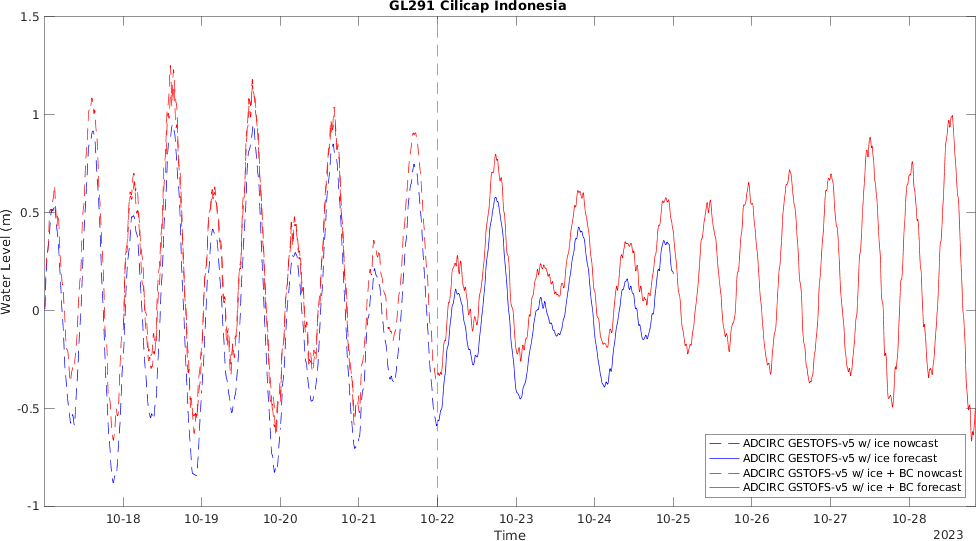 GL291 Cilicap Indonesia
1.5
1
0.5
0
-0.5
-1
Water Level (m)
10-18 10-19 10-20 10-21 10-22 10-23 10-24 10-25 10-26 10-27 10-28
Time
2023
ADCIRC GESTOFS-v5 w/ ice nowcast
ADCIRC GESTOFS-v5 w/ ice forecast
ADCIRC GSTOFS-v5 w/ ice + BC nowcast
ADCIRC GSTOFS-v5 w/ ice + BC forecast